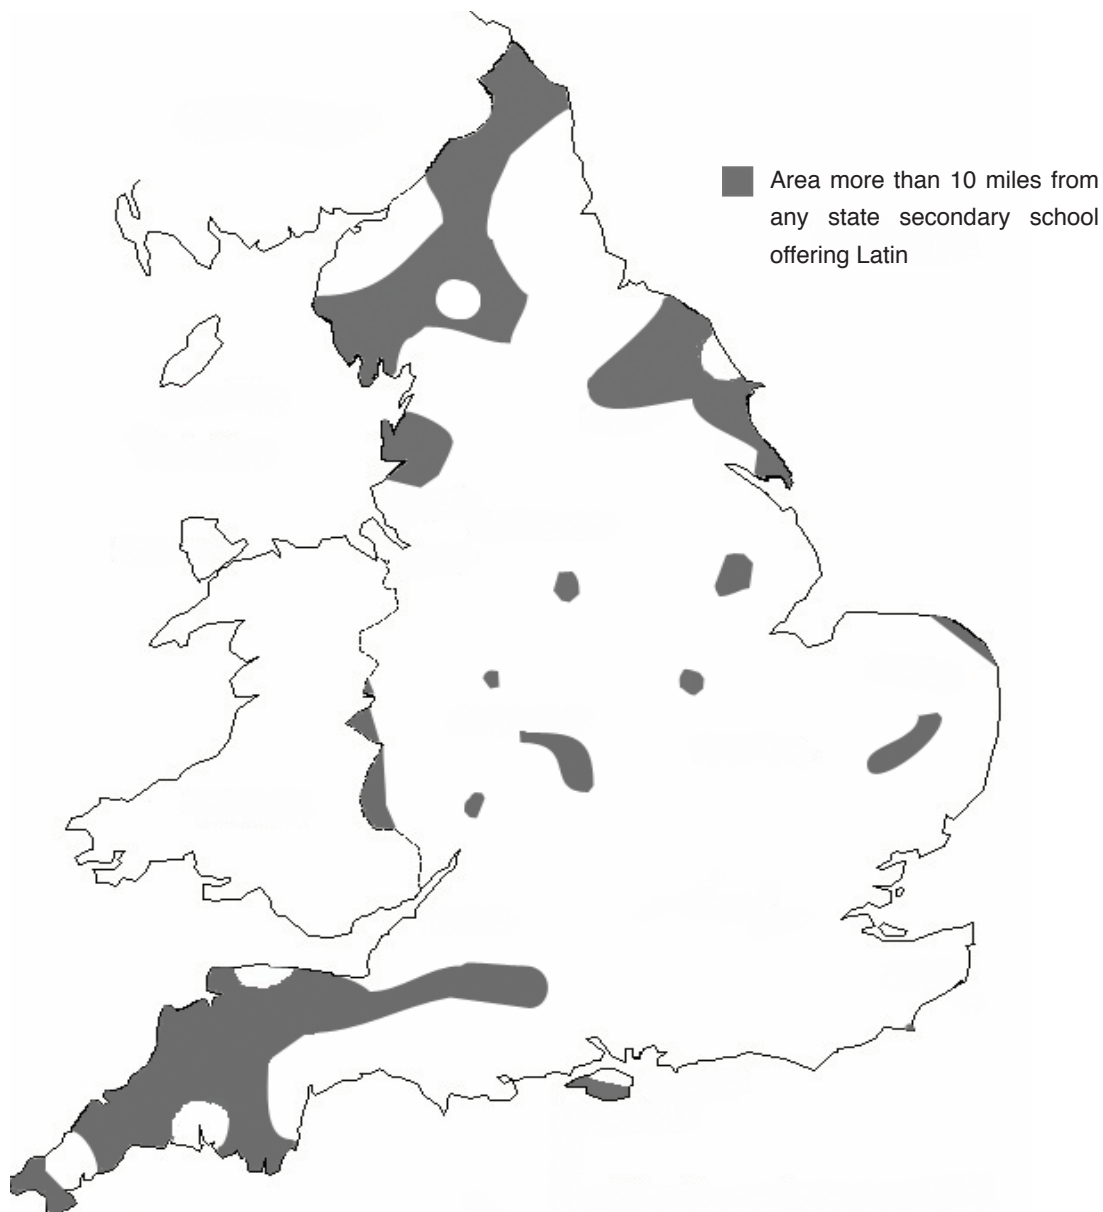 Area more than 10 miles from
any state secondary school
offering Latin